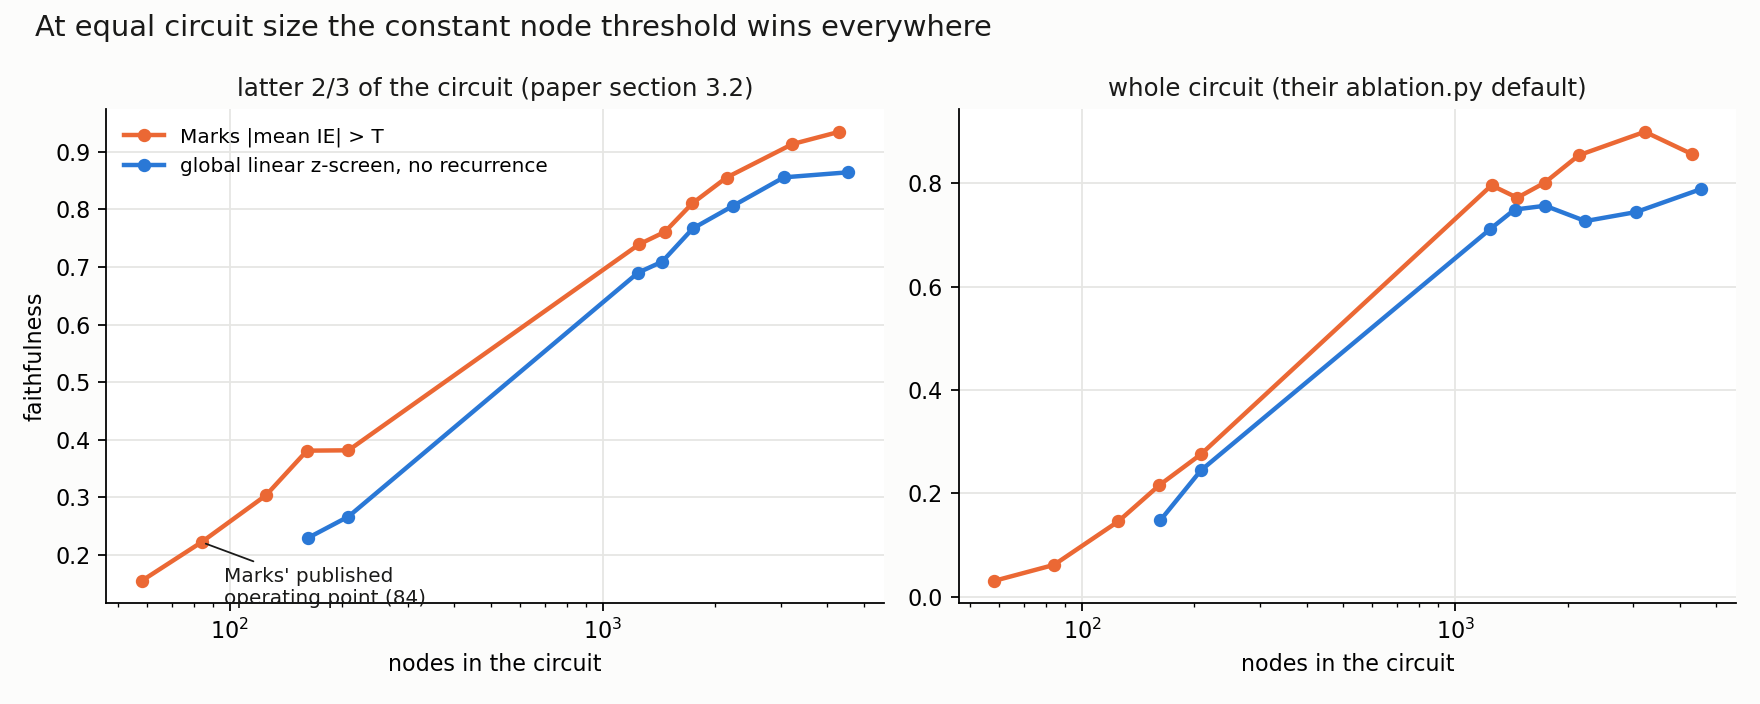 At equal circuit size the constant node threshold wins everywhere
latter 2/3 of the circuit (paper section 3.2)
Marks |mean IE| > T
global linear z-screen, no recurrence
faithfulness
0.9
0.8
0.7
0.6
0.5
0.4
0.3
0.2
Marks' published
operating point (84)
10²
10³
nodes in the circuit
whole circuit (their ablation.py default)
0.8
0.6
0.4
0.2
0.0
10²
10³
nodes in the circuit